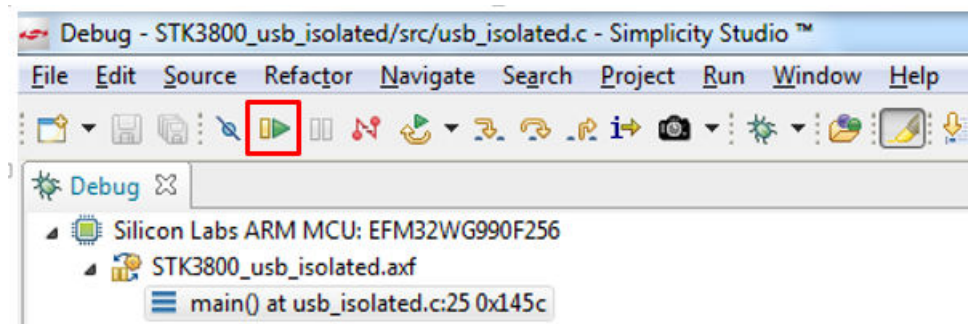 Debug - STK3800_usb_isolated/src/usb_isolated.c - Simplicity Studio ™
File Edit Source Refactor Navigate Search Project Run Window Help
Debug
Silicon Labs ARM MCU: EFM32WG990F256
STK3800_usb_isolated.axf
main() at usb_isolated.c:25 0x145c